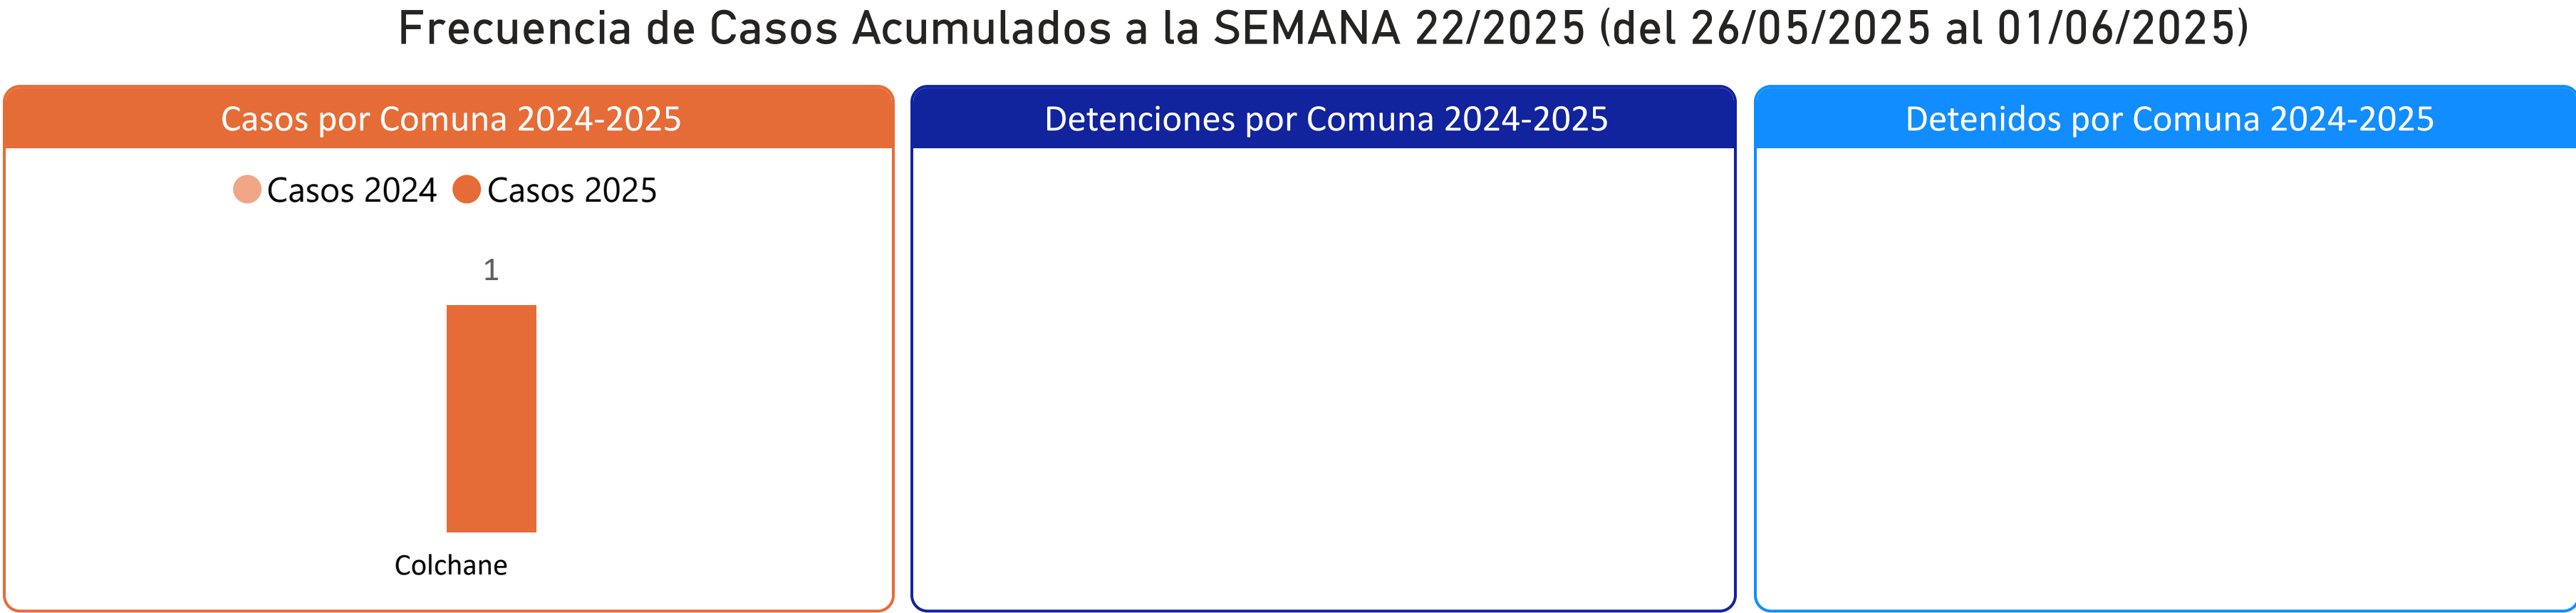 Frecuencia de Casos Acumulados a la SEMANA 22/2025 (del 26/05/2025 al 01/06/2025)
Casos por Comuna 2024-2025
Casos 2024 Casos 2025
1
Colchane
Detenciones por Comuna 2024-2025
Detenidos por Comuna 2024-2025